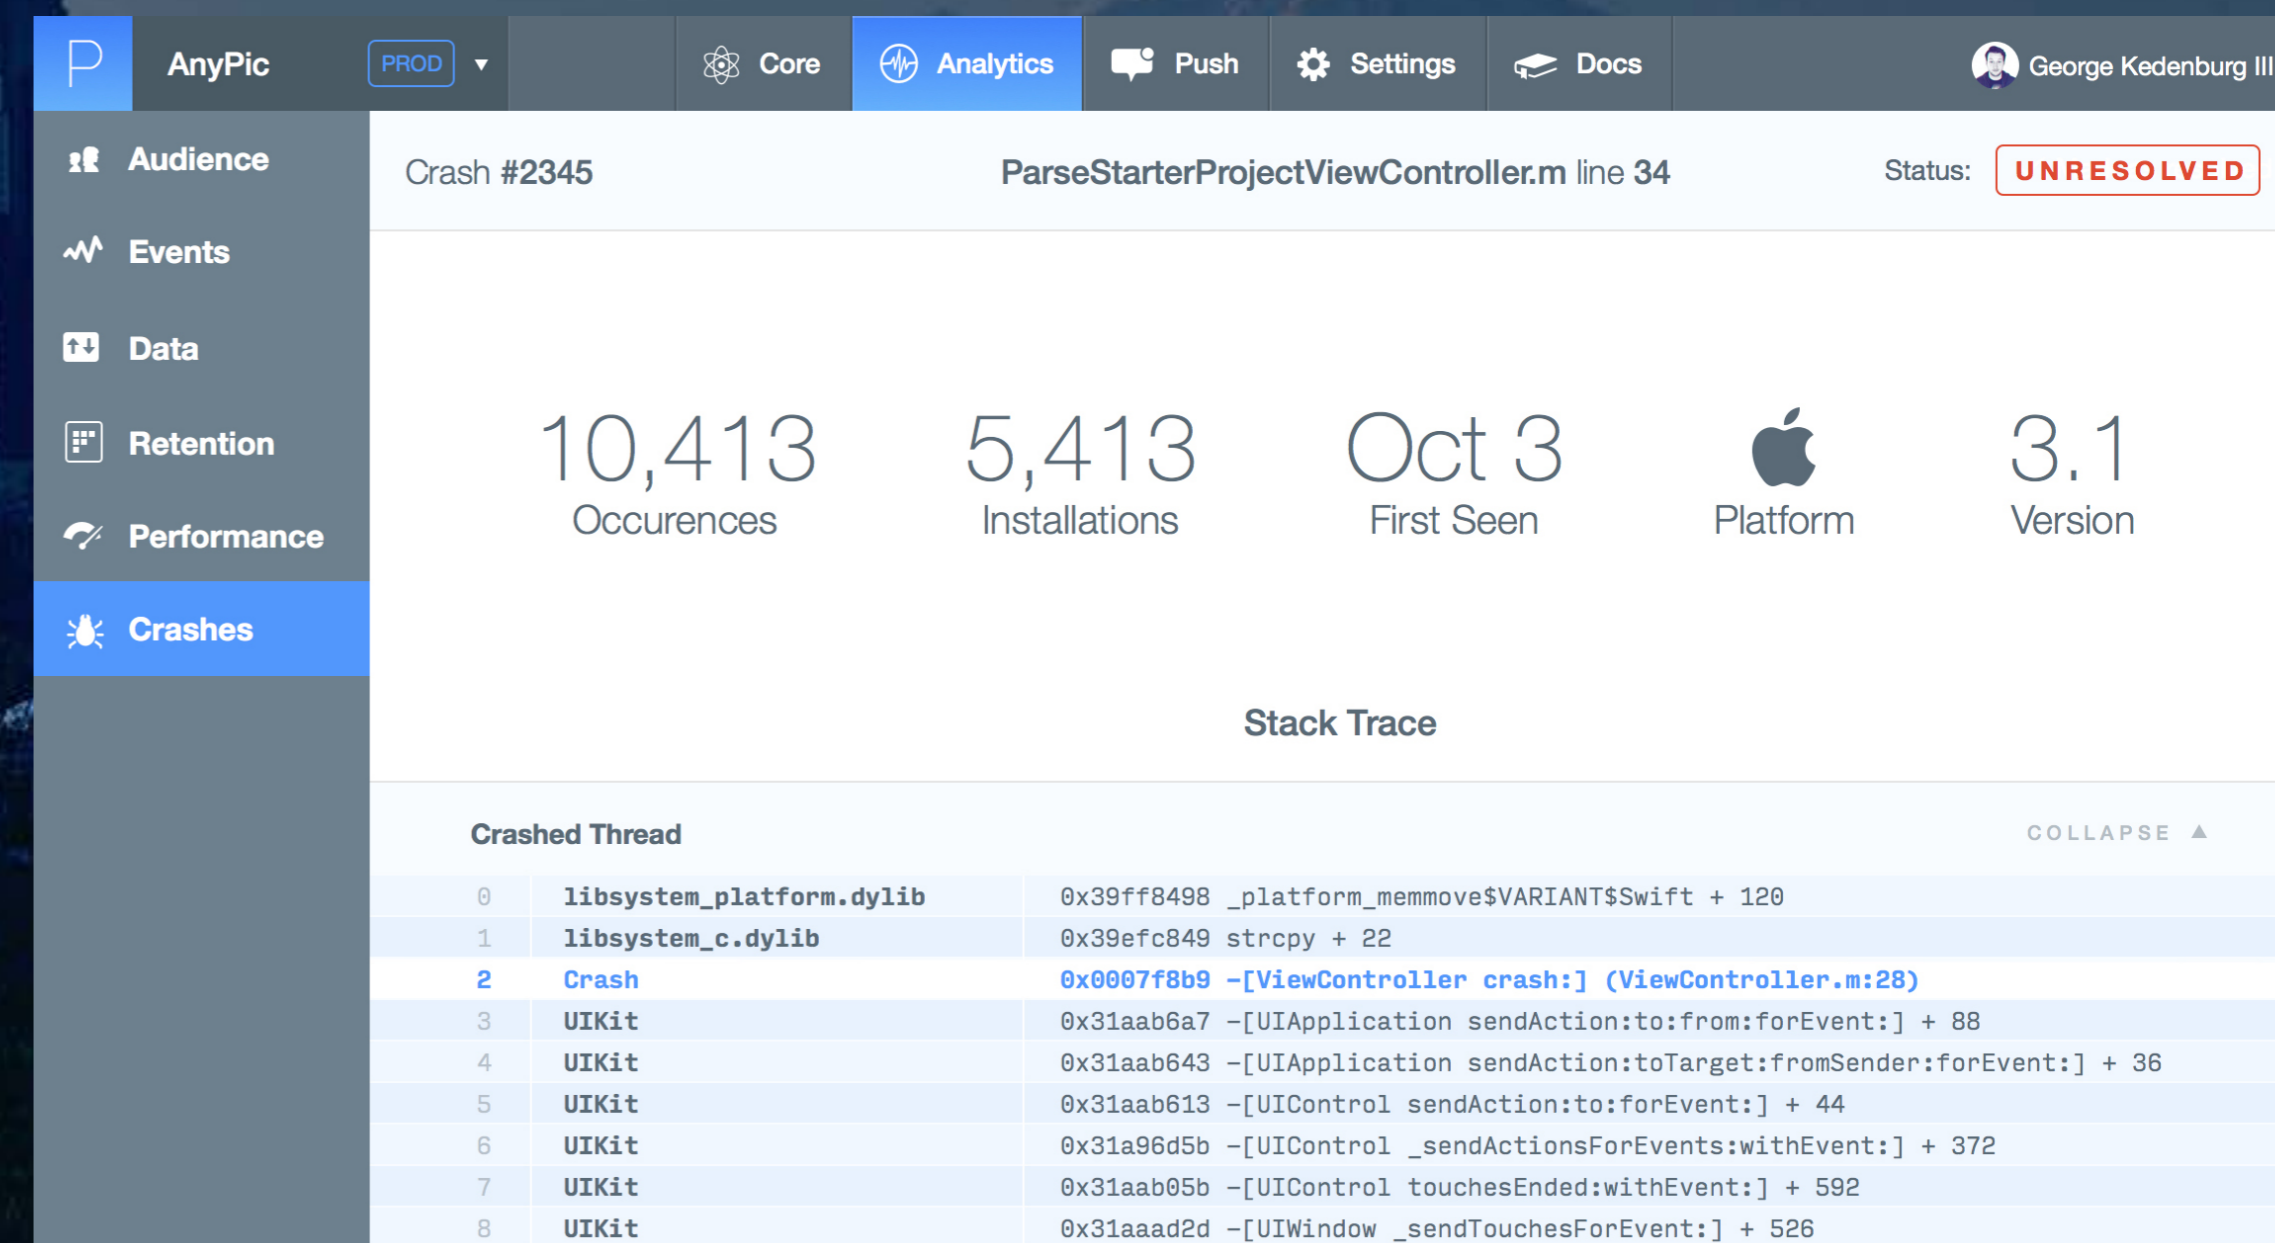 P AnyPic PROD ▼ Core Analytics Push Settings Docs George Kedenburg III
Audience
Events
Data
Retention
Performance
Crashes
Crash #2345 ParseStarterProjectViewController.m line 34 Status: UNRESOLVED
10,413 5,413 Oct 3 3.1
Occurences Installations First Seen Platform Version
Stack Trace
Crashed Thread COLLAPSE ▲
0 libsystem_platform.dylib 0x39ff8498 _platform_memmove$VARIANT$Swift + 120
1 libsystem_c.dylib 0x39efc849 strcpy + 22
2 Crash 0x0007f8b9 -[ViewController crash:] (ViewController.m:28)
3 UIKit 0x31aab6a7 -[UIApplication sendAction:to:from:forEvent:] + 88
4 UIKit 0x31aab643 -[UIApplication sendAction:toTarget:fromSender:forEvent:] + 36
5 UIKit 0x31aab613 -[UIControl sendAction:to:forEvent:] + 44
6 UIKit 0x31a96d5b -[UIControl _sendActionsForEvents:withEvent:] + 372
7 UIKit 0x31aab05b -[UIControl touchesEnded:withEvent:] + 592
8 UIKit 0x31aaad2d -[UIWindow _sendTouchesForEvent:] + 526